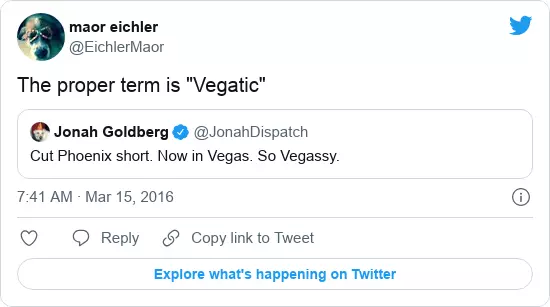 maor eichler
@EichlerMaor
The proper term is "Vegatic"
Jonah Goldberg @JonahDispatch
Cut Phoenix short. Now in Vegas. So Vegassy.
7:41 AM · Mar 15, 2016
Reply Copy link to Tweet
Explore what's happening on Twitter